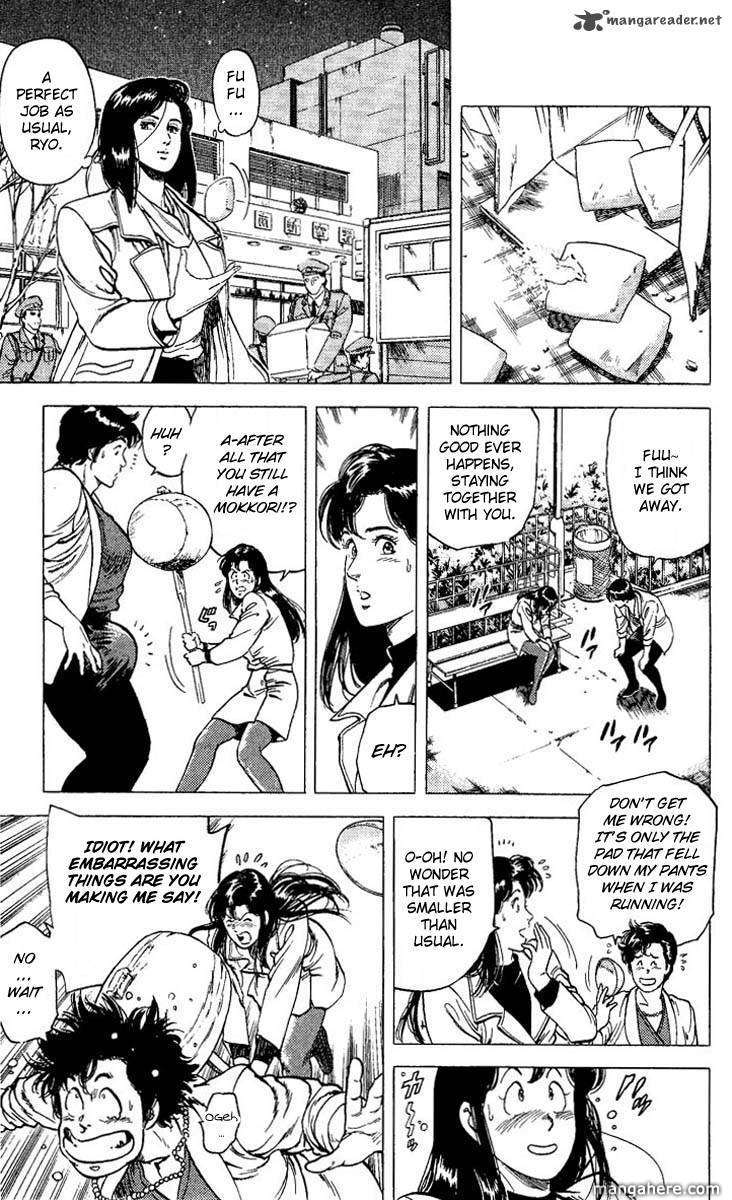 mangareader.net
A
PERFECT
JOB AS
USUAL,
RYO.
FU
FU
...
FUU~
I THINK
WE GOT
AWAY.
NOTHING
GOOD EVER
HAPPENS,
STAYING
TOGETHER
WITH YOU.
EH?
A-AFTER
ALL THAT
YOU STILL
HAVE A
MOKKORI!?
HUH
?
DON'T GET
ME WRONG!
IT'S ONLY THE
PAD THAT FELL
DOWN MY PANTS
WHEN I WAS
RUNNING!
O-OH! NO
WONDER
THAT WAS
SMALLER
THAN
USUAL.
IDIOT! WHAT
EMBARRASSING
THINGS ARE YOU
MAKING ME SAY!
NO
...
WAIT
...
OGEH
...
mangahere.com